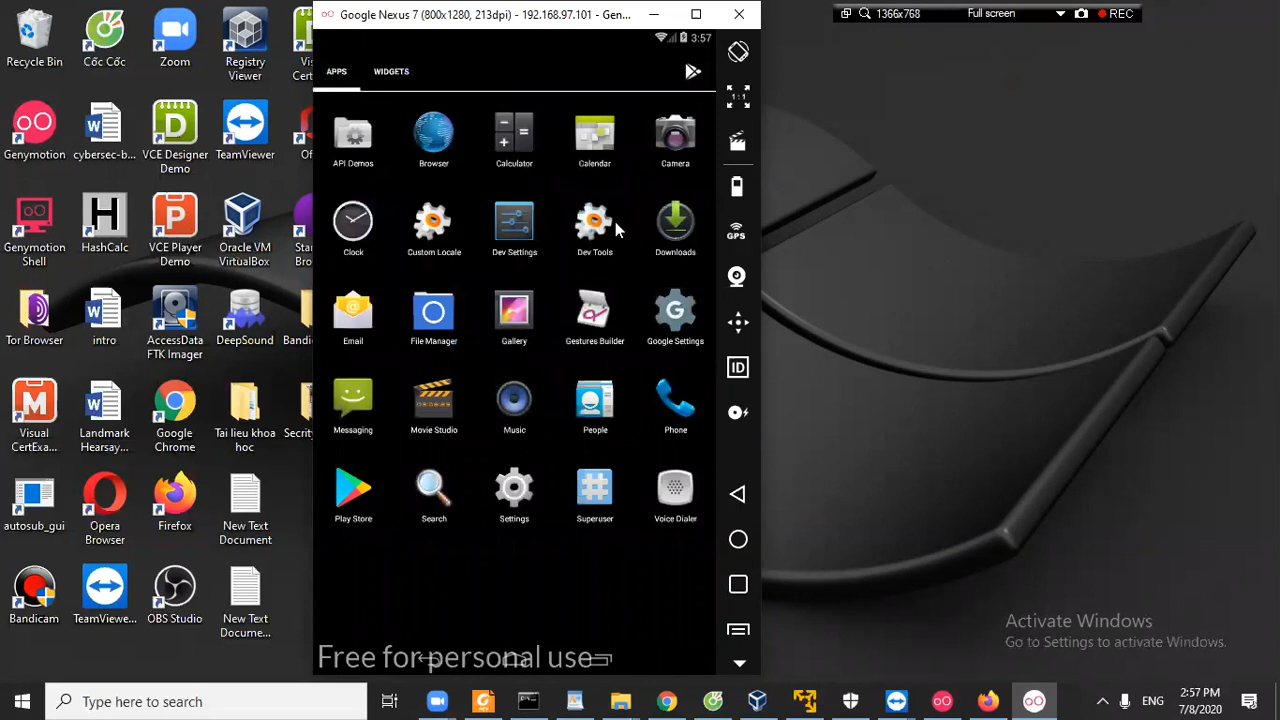 Google Nexus 7 (800x1280, 213dpi) - 192.168.97.101 - Gen...
1366x768
Full screen
REC
3:57
APPS
WIDGETS
API Demos
Browser
Calculator
Calendar
Camera
Clock
Custom Locale
Dev Settings
Dev Tools
Downloads
Email
File Manager
Gallery
Gestures Builder
Google Settings
Messaging
Movie Studio
Music
People
Phone
Play Store
Search
Settings
Superuser
Voice Dialer
Free for personal use
1:1
GPS
ID
Recycle Bin
Cốc Cốc
Zoom
Registry
Viewer
Genymotion
cybersec-b...
VCE Designer
Demo
TeamViewer
Genymotion
Shell
HashCalc
VCE Player
Demo
Oracle VM
VirtualBox
Tor Browser
intro
AccessData
FTK Imager
DeepSound
Visual
CertExa...
Landmark
Hearsay...
Google
Chrome
Tai lieu khoa
hoc
autosub_gui
Opera
Browser
Firefox
New Text
Document
Bandicam
TeamViewe...
OBS Studio
New Text
Docume...
Activate Windows
Go to Settings to activate Windows.
Type here to search
ENG
2:57 PM
7/8/2020